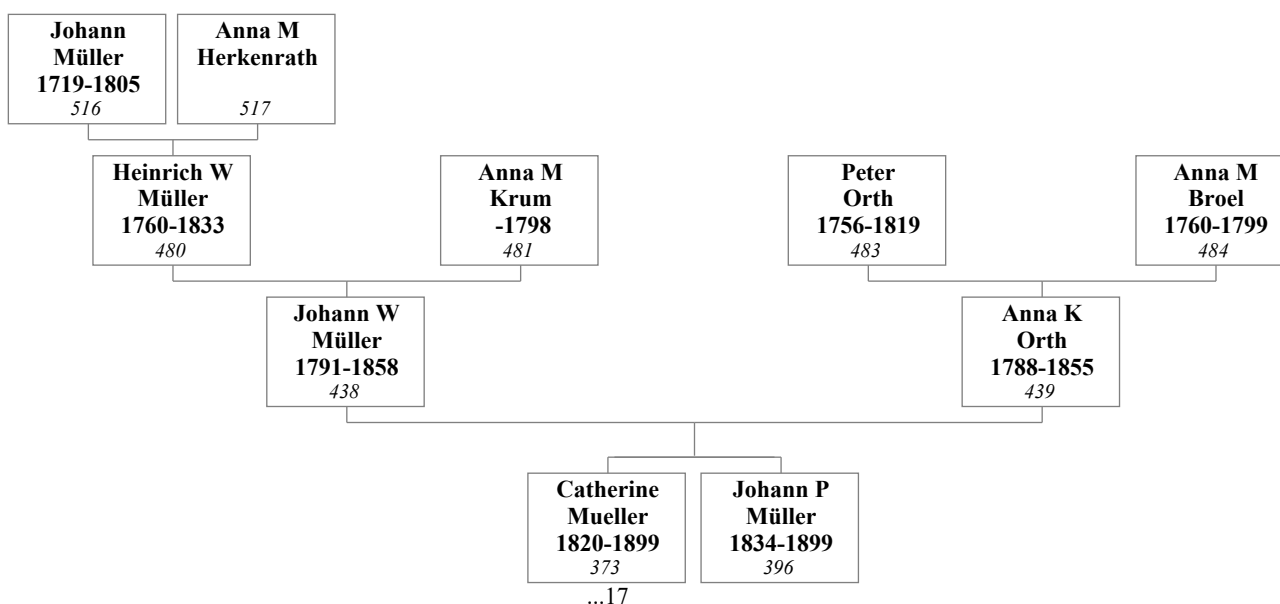 Johann
Müller
1719-1805
516
Anna M
Herkenrath
517
Heinrich W
Müller
1760-1833
480
Anna M
Krum
-1798
481
Peter
Orth
1756-1819
483
Anna M
Broel
1760-1799
484
Johann W
Müller
1791-1858
438
Anna K
Orth
1788-1855
439
Catherine
Mueller
1820-1899
373
Johann P
Müller
1834-1899
396
...17